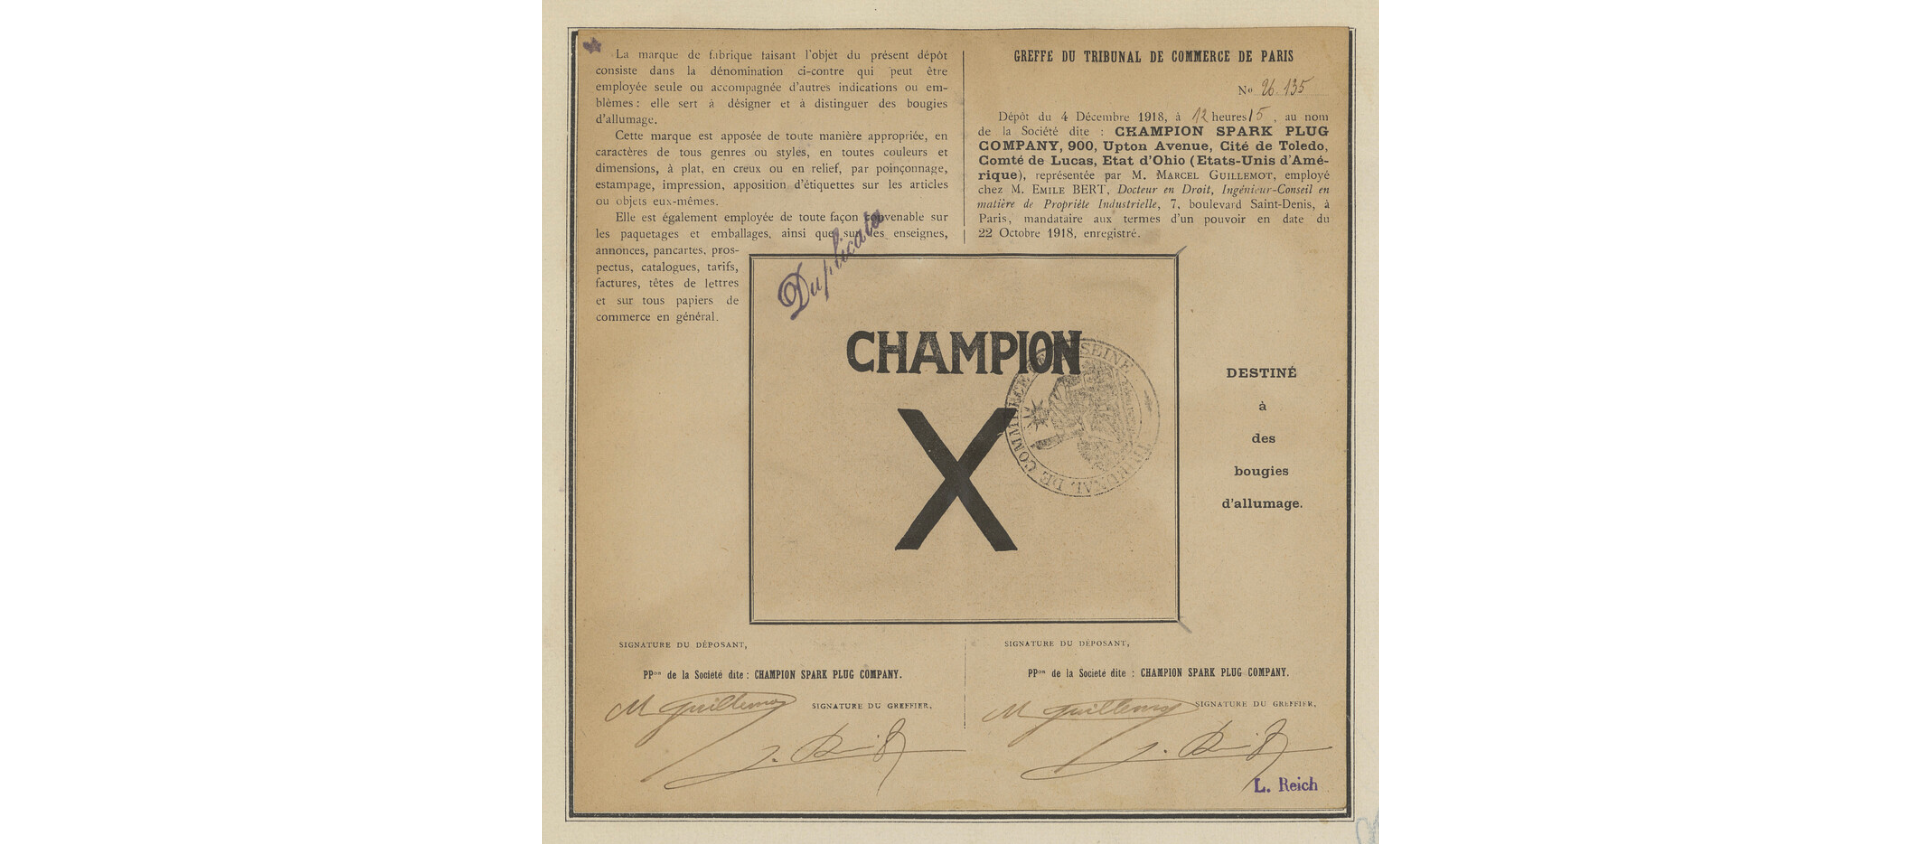 La marque de fabrique faisant l'objet du présent dépôt
consiste dans la dénomination ci-contre qui peut être
employée seule ou accompagnée d'autres indications ou em-
blèmes : elle sert à désigner et à distinguer des bougies
d'allumage.
Cette marque est apposée de toute manière appropriée, en
caractères de tous genres ou styles, en toutes couleurs et
dimensions, à plat, en creux ou en relief, par poinçonnage,
estampage, impression, apposition d'étiquettes sur les articles
ou objets eux-mêmes.
Elle est également employée de toute façon convenable sur
les paquetages et emballages, ainsi que sur les enseignes,
annonces, pancartes, pros-
pectus, catalogues, tarifs,
factures, têtes de lettres
et sur tous papiers de
commerce en général.
GREFFE DU TRIBUNAL DE COMMERCE DE PARIS
No 26.135
Dépôt du 4 Décembre 1918, à 12 heures 15, au nom
de la Société dite : CHAMPION SPARK PLUG
COMPANY, 900, Upton Avenue, Cité de Toledo,
Comté de Lucas, Etat d'Ohio (Etats-Unis d'Amé-
rique), représentée par M. MARCEL GUILLEMOT, employé
chez M. EMILE BERT, Docteur en Droit, Ingénieur-Conseil en
matière de Propriété Industrielle, 7, boulevard Saint-Denis, à
Paris, mandataire aux termes d'un pouvoir en date du
22 Octobre 1918, enregistré.
Duplicata
CHAMPION
X
TRIBUNAL DE COMMERCE DE LA SEINE
DESTINÉ
à
des
bougies
d'allumage.
SIGNATURE DU DÉPOSANT,
PPon de la Société dite : CHAMPION SPARK PLUG COMPANY.
M Guillemot
SIGNATURE DU GREFFIER,
SIGNATURE DU DÉPOSANT,
PPon de la Société dite : CHAMPION SPARK PLUG COMPANY.
M Guillemot
SIGNATURE DU GREFFIER,
L. Reich